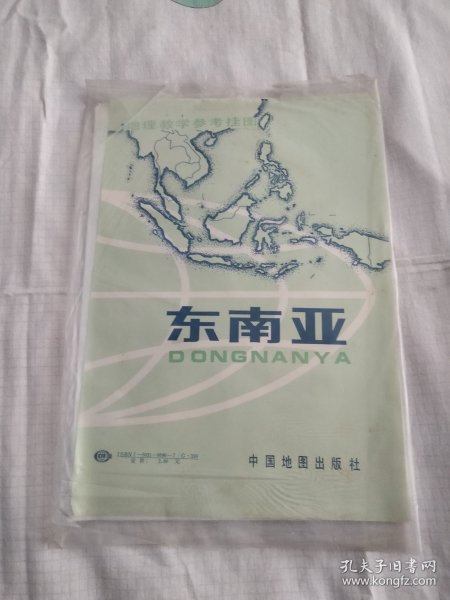 地理教学参考挂图
东南亚
DONGNANYA
中国地图出版社
孔夫子旧书网
www.kongfz.com